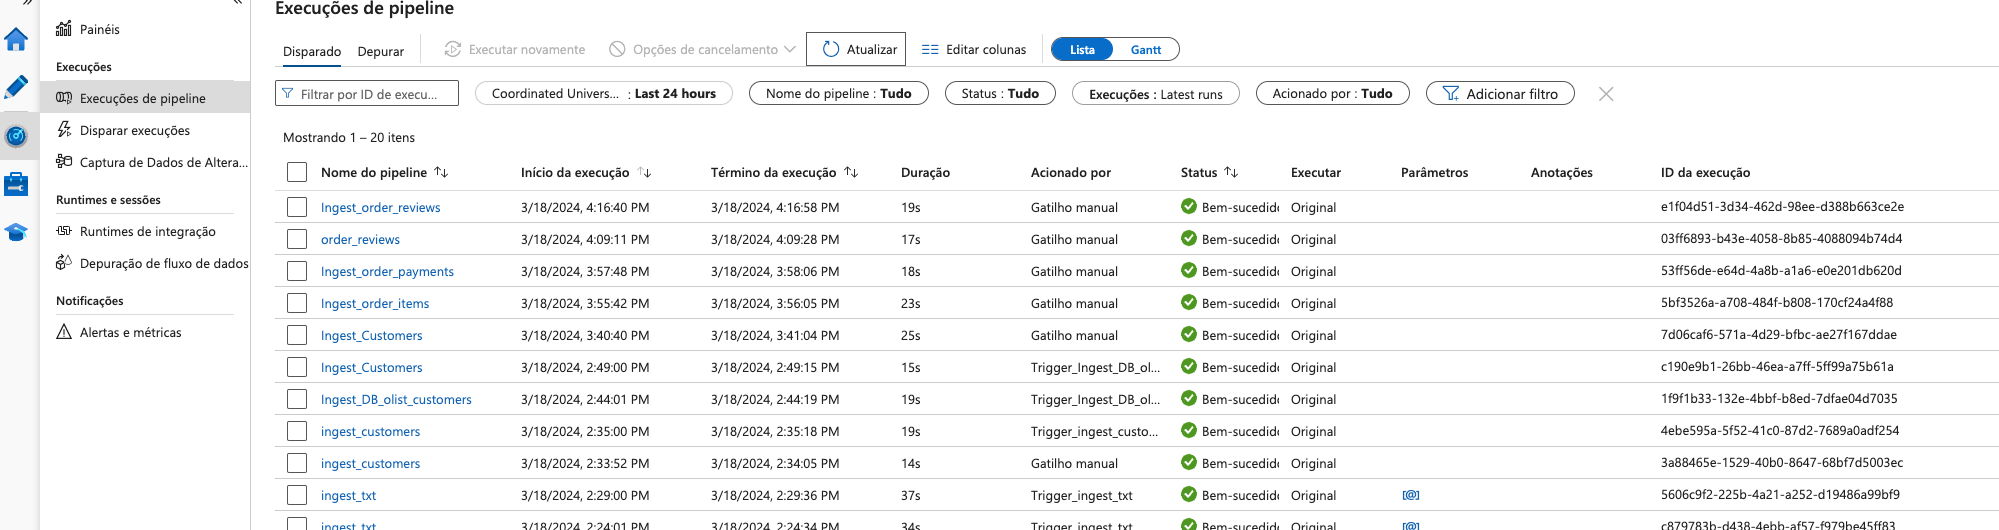 Execuções de pipeline
Painéis
Disparado Depurar Executar novamente Opções de cancelamento Atualizar Editar colunas Lista Gantt
Execuções
Execuções de pipeline
Disparar execuções
Captura de Dados de Altera...
Runtimes e sessões
Runtimes de integração
Depuração de fluxo de dados
Notificações
Alertas e métricas
Filtrar por ID de execu... Coordinated Univers... : Last 24 hours Nome do pipeline : Tudo Status : Tudo Execuções : Latest runs Acionado por : Tudo Adicionar filtro
Mostrando 1 – 20 itens
Nome do pipeline Início da execução Término da execução Duração Acionado por Status Executar Parâmetros Anotações ID da execução
Ingest_order_reviews 3/18/2024, 4:16:40 PM 3/18/2024, 4:16:58 PM 19s Gatilho manual Bem-sucedido Original e1f04d51-3d34-462d-98ee-d388b663ce2e
order_reviews 3/18/2024, 4:09:11 PM 3/18/2024, 4:09:28 PM 17s Gatilho manual Bem-sucedido Original 03ff6893-b43e-4058-8b85-4088094b74d4
Ingest_order_payments 3/18/2024, 3:57:48 PM 3/18/2024, 3:58:06 PM 18s Gatilho manual Bem-sucedido Original 53ff56de-e64d-4a8b-a1a6-e0e201db620d
Ingest_order_items 3/18/2024, 3:55:42 PM 3/18/2024, 3:56:05 PM 23s Gatilho manual Bem-sucedido Original 5bf3526a-a708-484f-b808-170cf24a4f88
Ingest_Customers 3/18/2024, 3:40:40 PM 3/18/2024, 3:41:04 PM 25s Gatilho manual Bem-sucedido Original 7d06caf6-571a-4d29-bfbc-ae27f167ddae
Ingest_Customers 3/18/2024, 2:49:00 PM 3/18/2024, 2:49:15 PM 15s Trigger_Ingest_DB_ol... Bem-sucedido Original c190e9b1-26bb-46ea-a7ff-5ff99a75b61a
Ingest_DB_olist_customers 3/18/2024, 2:44:01 PM 3/18/2024, 2:44:19 PM 19s Trigger_Ingest_DB_ol... Bem-sucedido Original 1f9f1b33-132e-4bbf-b8ed-7dfae04d7035
ingest_customers 3/18/2024, 2:35:00 PM 3/18/2024, 2:35:18 PM 19s Trigger_ingest_custo... Bem-sucedido Original 4ebe595a-5f52-41c0-87d2-7689a0adf254
ingest_customers 3/18/2024, 2:33:52 PM 3/18/2024, 2:34:05 PM 14s Gatilho manual Bem-sucedido Original 3a88465e-1529-40b0-8647-68bf7d5003ec
ingest_txt 3/18/2024, 2:29:00 PM 3/18/2024, 2:29:36 PM 37s Trigger_ingest_txt Bem-sucedido Original [@] 5606c9f2-225b-4a21-a252-d19486a99bf9
ingest_txt 3/18/2024, 2:24:01 PM 3/18/2024, 2:24:34 PM 34s Trigger_ingest_txt Bem-sucedido Original [@] c879783b-d438-4ebb-af57-f979be45ff83